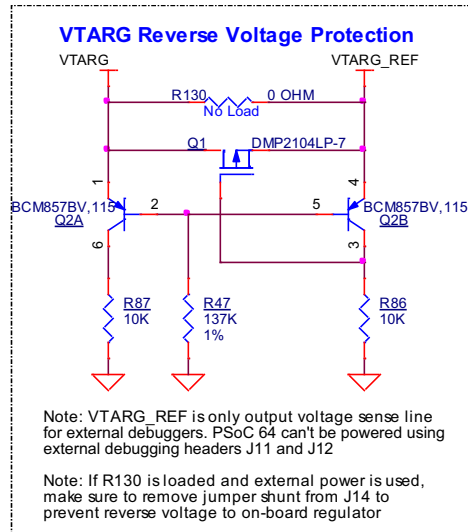 VTARG Reverse Voltage Protection
VTARG
VTARG_REF
R130
0 OHM
No Load
Q1
DMP2104LP-7
1
4
BCM857BV,115
2
5
BCM857BV,115
Q2A
Q2B
6
3
R87
10K
R47
137K
1%
R86
10K
Note: VTARG_REF is only output voltage sense line
for external debuggers. PSoC 64 can't be powered using
external debugging headers J11 and J12
Note: If R130 is loaded and external power is used,
make sure to remove jumper shunt from J14 to
prevent reverse voltage to on-board regulator